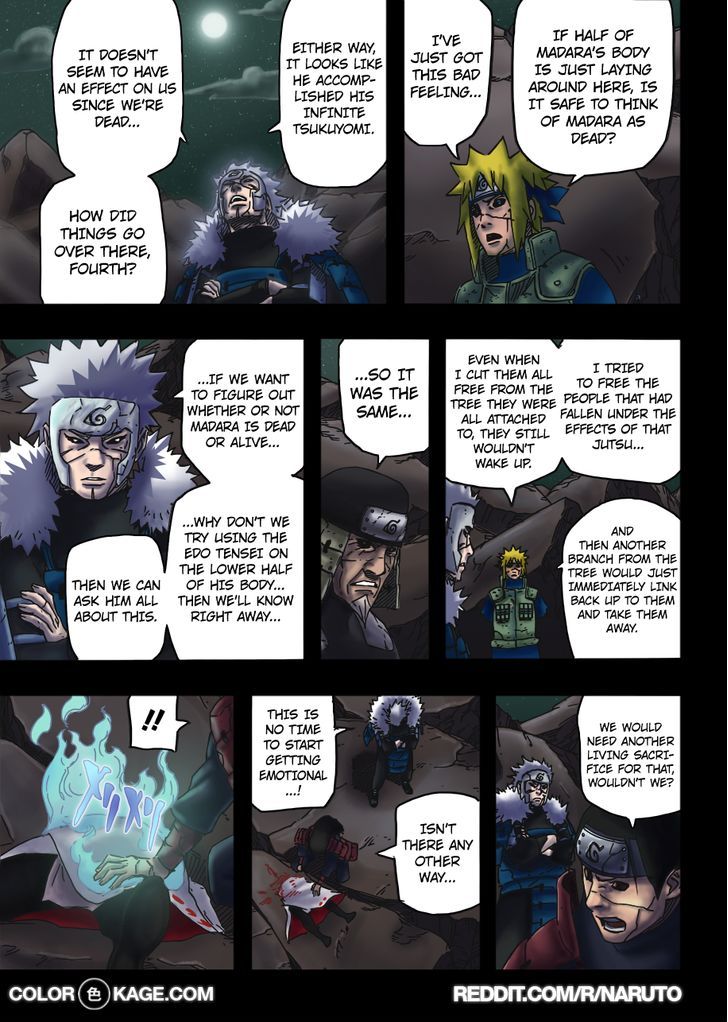 IF HALF OF
MADARA'S BODY
IS JUST LAYING
AROUND HERE, IS
IT SAFE TO THINK
OF MADARA AS
DEAD?
I'VE
JUST GOT
THIS BAD
FEELING...
EITHER WAY,
IT LOOKS LIKE
HE ACCOMP-
LISHED HIS
INFINITE
TSUKUYOMI.
IT DOESN'T
SEEM TO HAVE
AN EFFECT ON US
SINCE WE'RE
DEAD...
HOW DID
THINGS GO
OVER THERE,
FOURTH?
I TRIED
TO FREE THE
PEOPLE THAT HAD
FALLEN UNDER THE
EFFECTS OF THAT
JUTSU...
EVEN WHEN
I CUT THEM ALL
FREE FROM THE
TREE THEY WERE
ALL ATTACHED
TO, THEY STILL
WOULDN'T
WAKE UP.
AND
THEN ANOTHER
BRANCH FROM THE
TREE WOULD JUST
IMMEDIATELY LINK
BACK UP TO THEM
AND TAKE THEM
AWAY.
...SO IT
WAS THE
SAME...
...IF WE WANT
TO FIGURE OUT
WHETHER OR NOT
MADARA IS DEAD
OR ALIVE...
...WHY DON'T WE
TRY USING THE
EDO TENSEI ON
THE LOWER HALF
OF HIS BODY...
THEN WE'LL KNOW
RIGHT AWAY...
THEN WE CAN
ASK HIM ALL
ABOUT THIS.
WE WOULD
NEED ANOTHER
LIVING SACRI-
FICE FOR THAT,
WOULDN'T WE?
THIS IS
NO TIME
TO START
GETTING
EMOTIONAL
...!
ISN'T
THERE ANY
OTHER
WAY...
!!
メリメリ
COLOR 色 KAGE.COM
REDDIT.COM/R/NARUTO